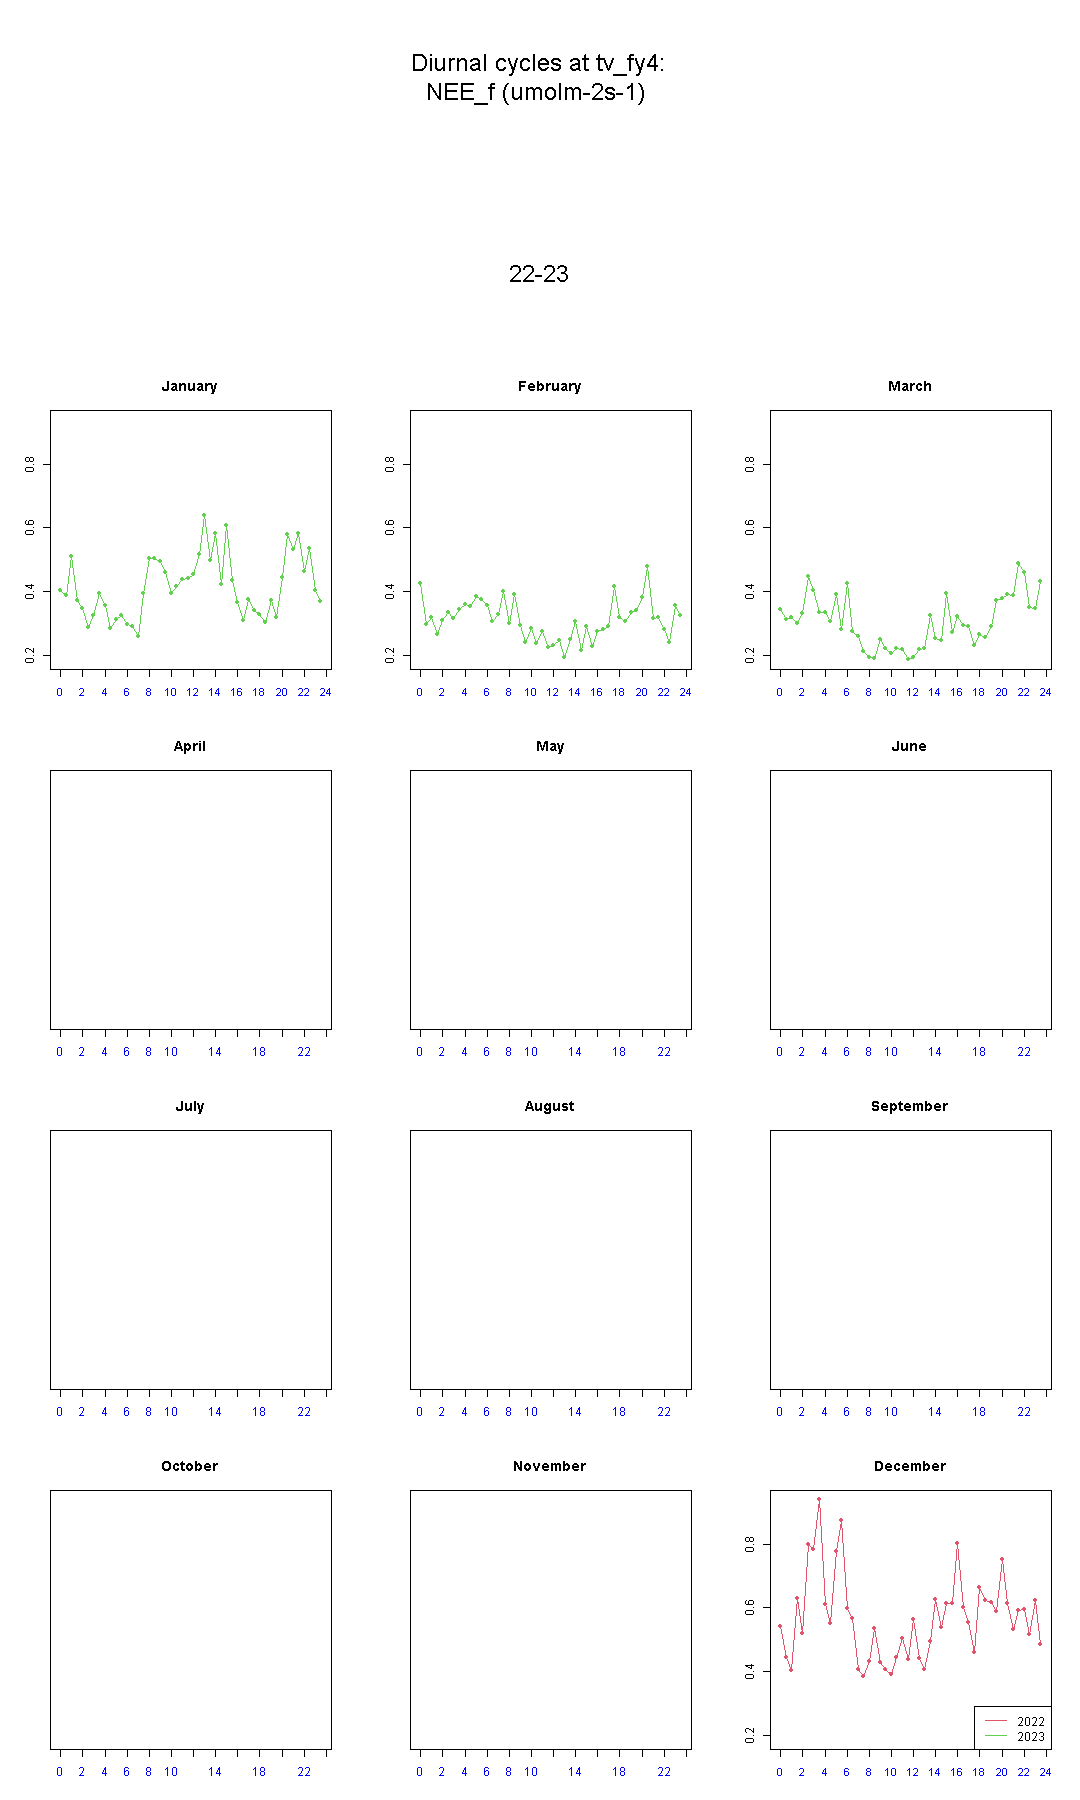 Diurnal cycles at tv_fy4:
NEE_f (umolm-2s-1)
22-23
January
0.2 0.4 0.6 0.8
0 2 4 6 8 10 12 14 16 18 20 22 24
February
0.2 0.4 0.6 0.8
0 2 4 6 8 10 12 14 16 18 20 22 24
March
0.2 0.4 0.6 0.8
0 2 4 6 8 10 12 14 16 18 20 22 24
April
0 2 4 6 8 10 14 18 22
May
0 2 4 6 8 10 14 18 22
June
0 2 4 6 8 10 14 18 22
July
0 2 4 6 8 10 14 18 22
August
0 2 4 6 8 10 14 18 22
September
0 2 4 6 8 10 14 18 22
October
0 2 4 6 8 10 14 18 22
November
0 2 4 6 8 10 14 18 22
December
0.2 0.4 0.6 0.8
2022
2023
0 2 4 6 8 10 12 14 16 18 20 22 24